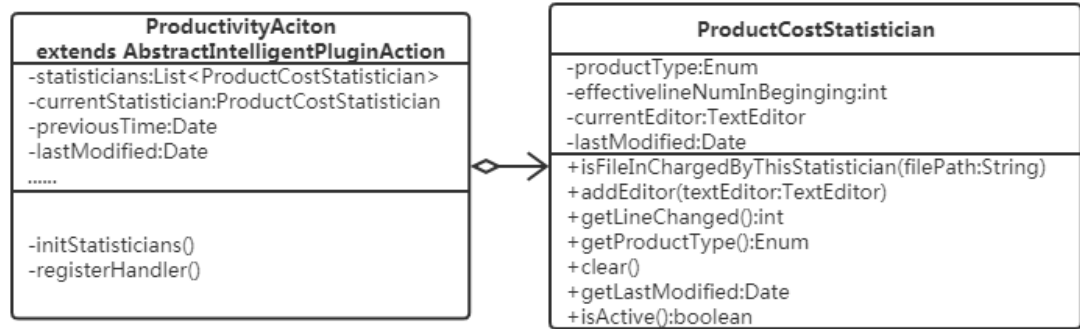 ProductivityAciton
extends AbstractIntelligentPluginAction
-statisticians:List<ProductCostStatistician>
-currentStatistician:ProductCostStatistician
-previousTime:Date
-lastModified:Date
......
-initStatisticians()
-registerHandler()
ProductCostStatistician
-productType:Enum
-effectivelineNumInBeginging:int
-currentEditor:TextEditor
-lastModified:Date
+isFileInChargedByThisStatistician(filePath:String)
+addEditor(textEditor:TextEditor)
+getLineChanged():int
+getProductType():Enum
+clear()
+getLastModified:Date
+isActive():boolean